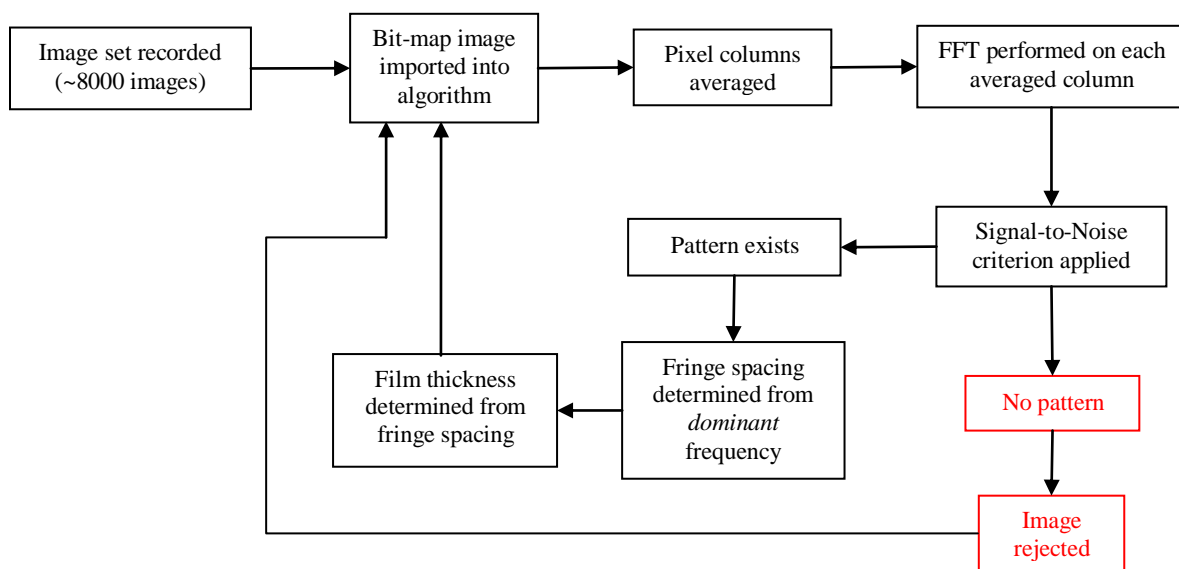 Image set recorded
(~8000 images)
Bit-map image
imported into
algorithm
Pixel columns
averaged
FFT performed on each
averaged column
Signal-to-Noise
criterion applied
Pattern exists
Fringe spacing
determined from
dominant
frequency
Film thickness
determined from
fringe spacing
No pattern
Image
rejected